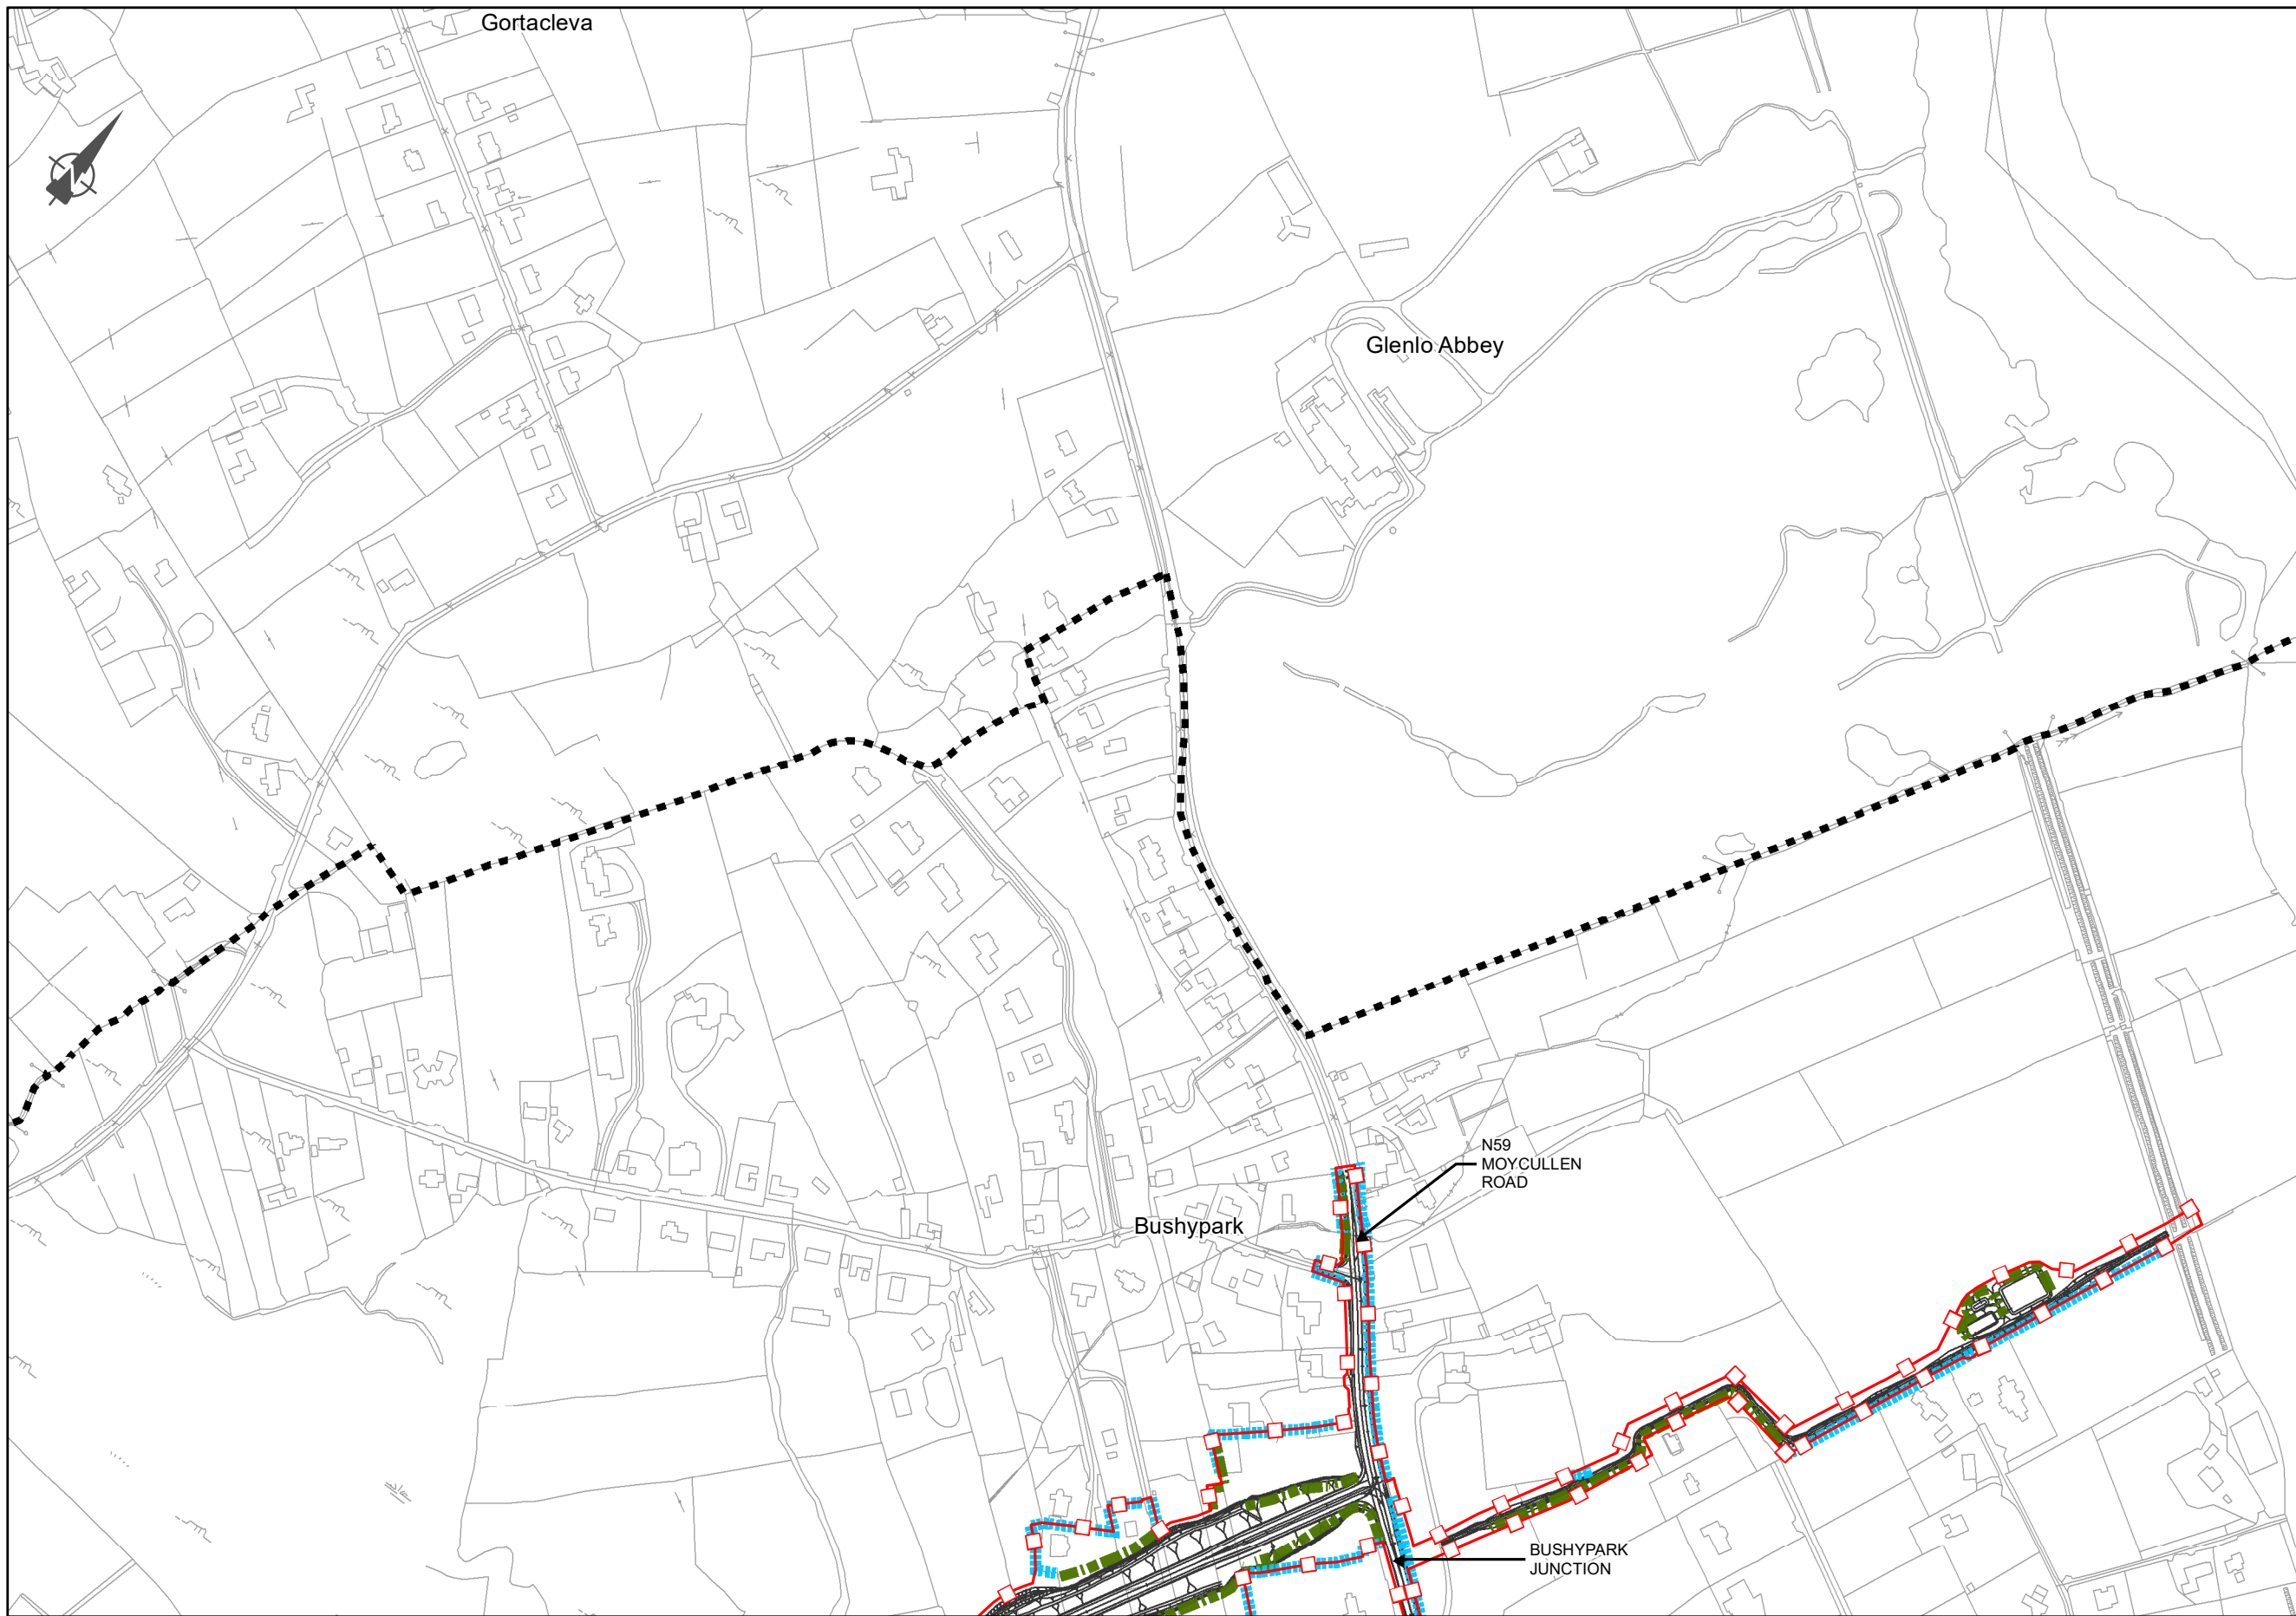 Gortacleva
Glenlo Abbey
N59
MOYCULLEN
ROAD
Bushypark
BUSHYPARK
JUNCTION